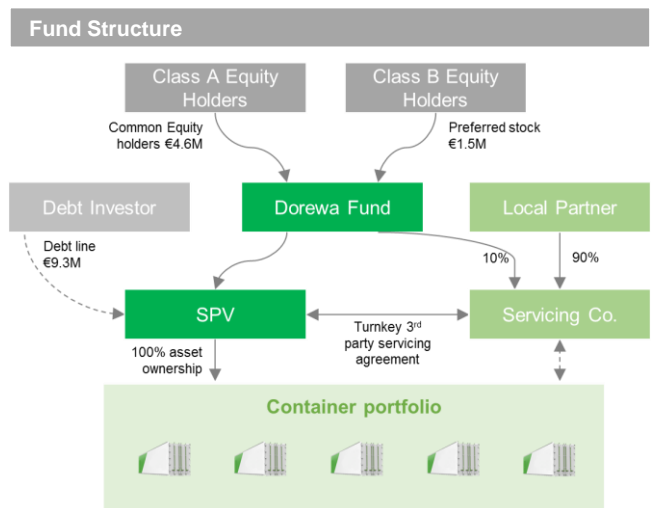 Fund Structure
Class A Equity
Holders
Class B Equity
Holders
Common Equity
holders €4.6M
Preferred stock
€1.5M
Debt Investor
Dorewa Fund
Local Partner
Debt line
€9.3M
10%
90%
SPV
Turnkey 3rd
party servicing
agreement
Servicing Co.
100% asset
ownership
Container portfolio